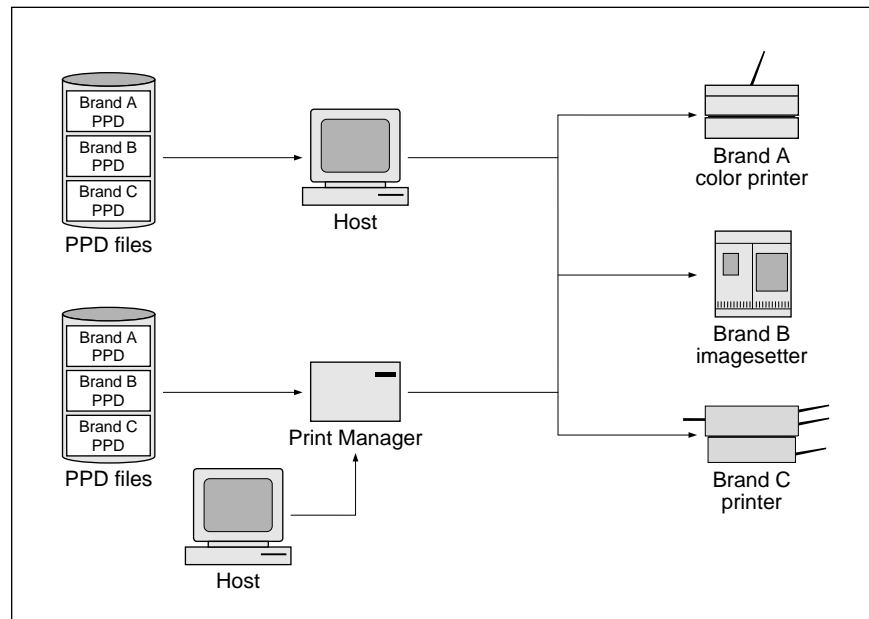 Brand A
PPD
Brand B
PPD
Brand C
PPD
PPD files
Host
Brand A
color printer
Brand B
imagesetter
Brand A
PPD
Brand B
PPD
Brand C
PPD
PPD files
Print Manager
Host
Brand C
printer